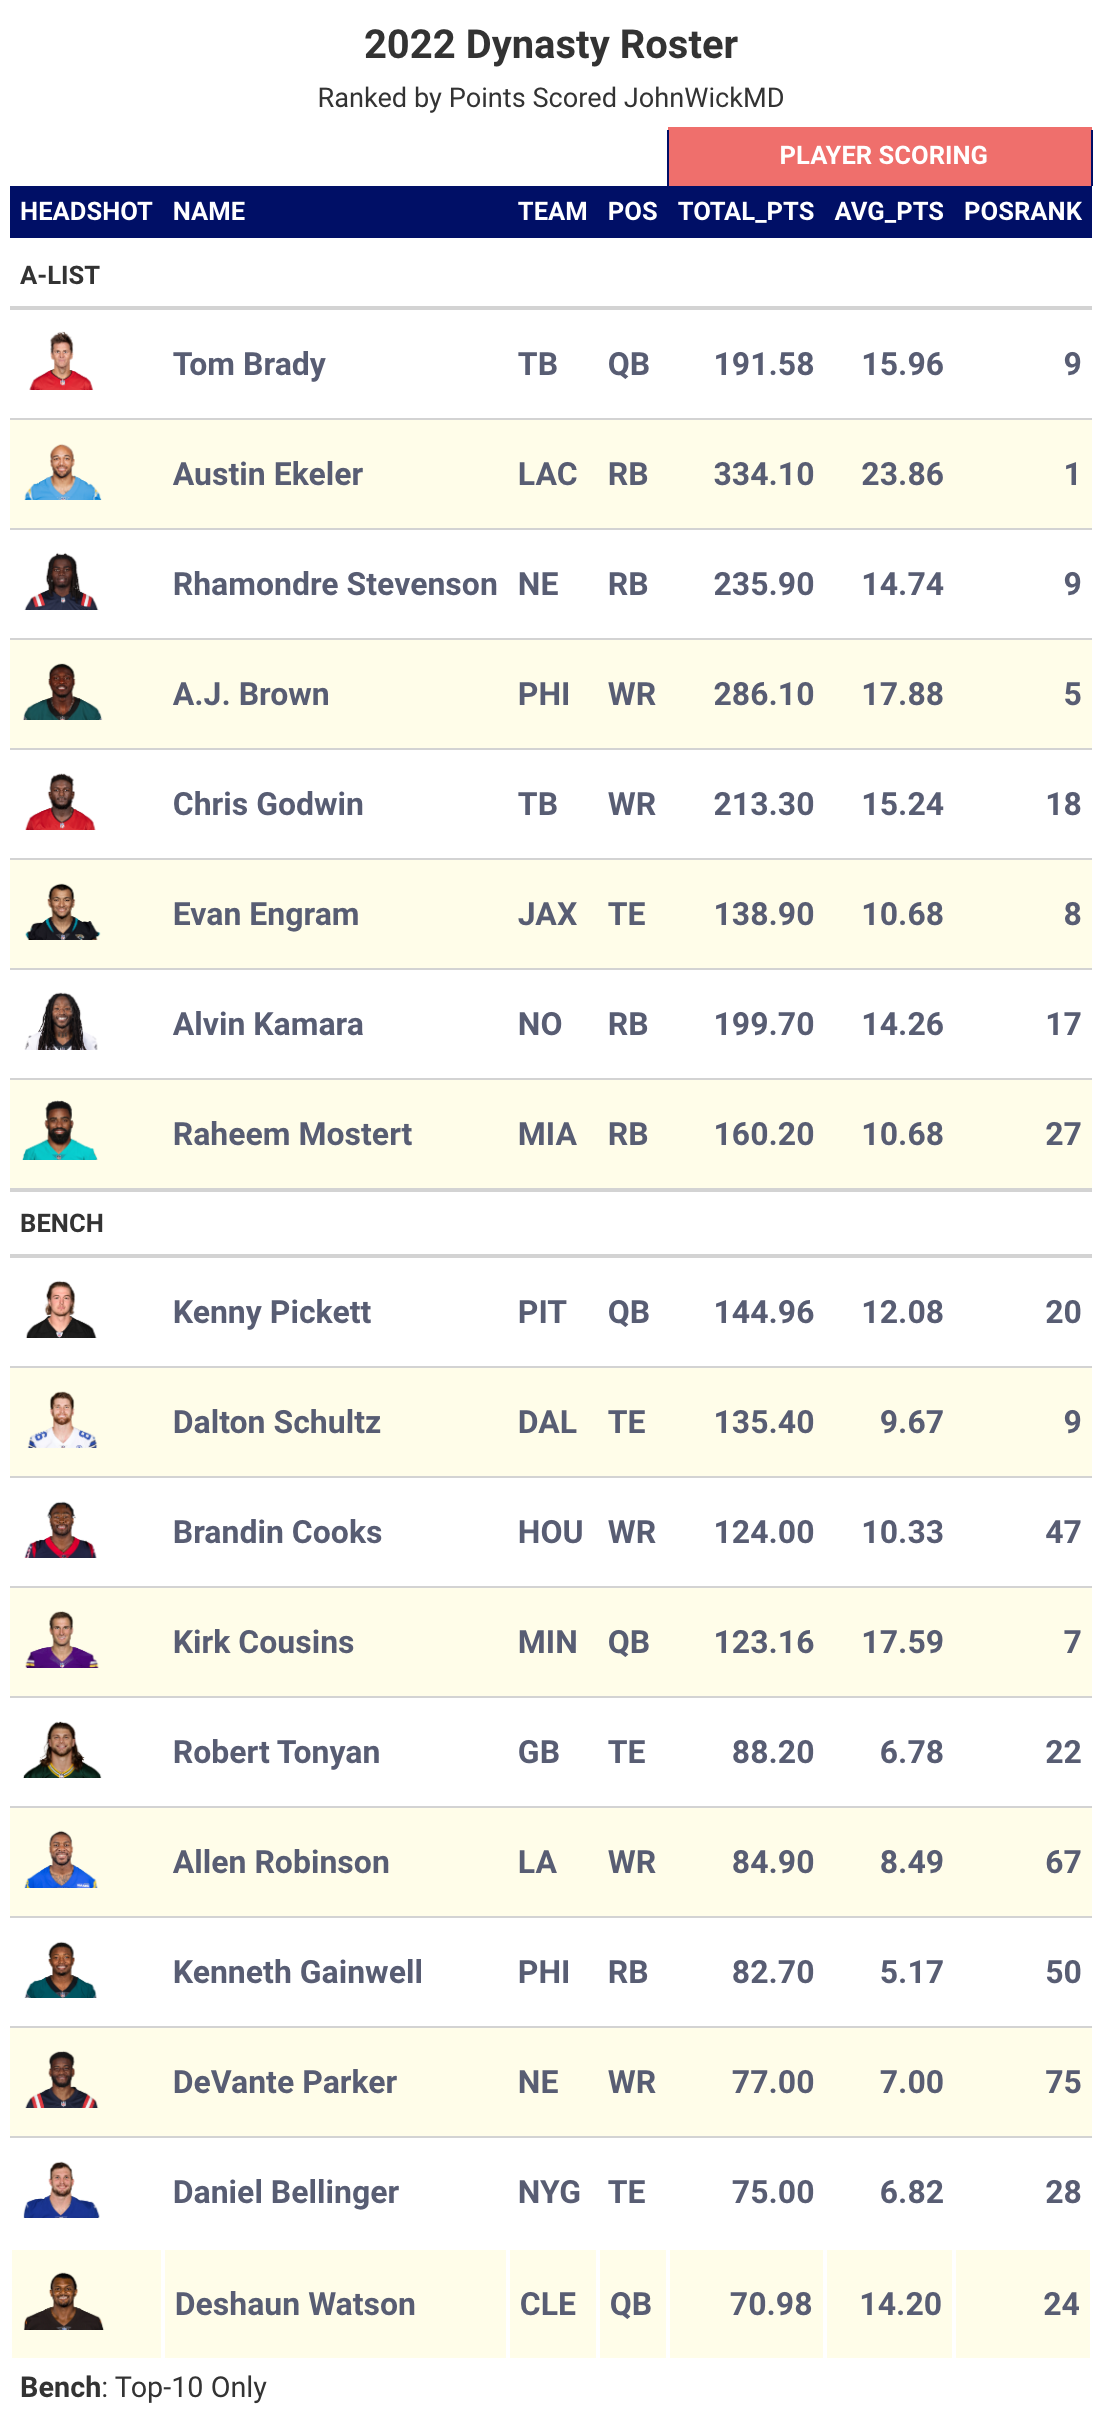 2022 Dynasty Roster
Ranked by Points Scored JohnWickMD
PLAYER SCORING
HEADSHOT NAME TEAM POS TOTAL_PTS AVG_PTS POSRANK
A-LIST
Tom Brady TB QB 191.58 15.96 9
Austin Ekeler LAC RB 334.10 23.86 1
Rhamondre Stevenson NE RB 235.90 14.74 9
A.J. Brown PHI WR 286.10 17.88 5
Chris Godwin TB WR 213.30 15.24 18
Evan Engram JAX TE 138.90 10.68 8
Alvin Kamara NO RB 199.70 14.26 17
Raheem Mostert MIA RB 160.20 10.68 27
BENCH
Kenny Pickett PIT QB 144.96 12.08 20
Dalton Schultz DAL TE 135.40 9.67 9
Brandin Cooks HOU WR 124.00 10.33 47
Kirk Cousins MIN QB 123.16 17.59 7
Robert Tonyan GB TE 88.20 6.78 22
Allen Robinson LA WR 84.90 8.49 67
Kenneth Gainwell PHI RB 82.70 5.17 50
DeVante Parker NE WR 77.00 7.00 75
Daniel Bellinger NYG TE 75.00 6.82 28
Deshaun Watson CLE QB 70.98 14.20 24
Bench: Top-10 Only